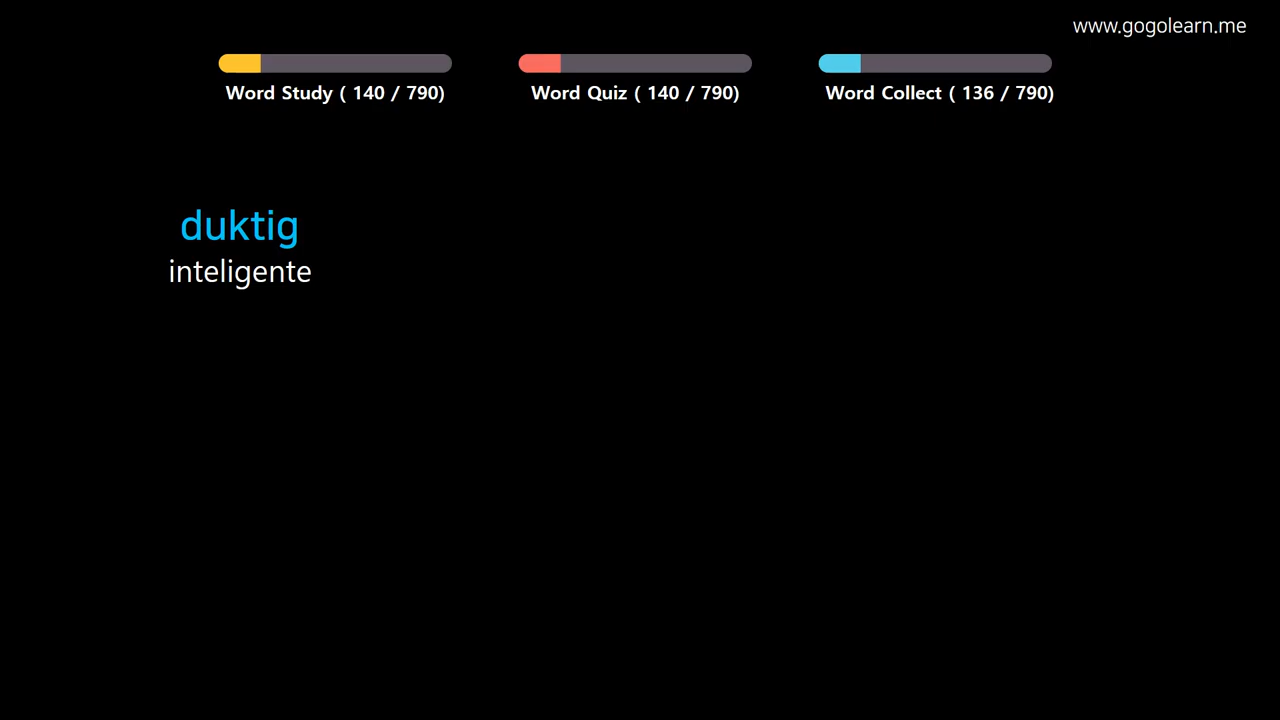 www.gogolearn.me
Word Study ( 140 / 790)
Word Quiz ( 140 / 790)
Word Collect ( 136 / 790)
duktig
inteligente